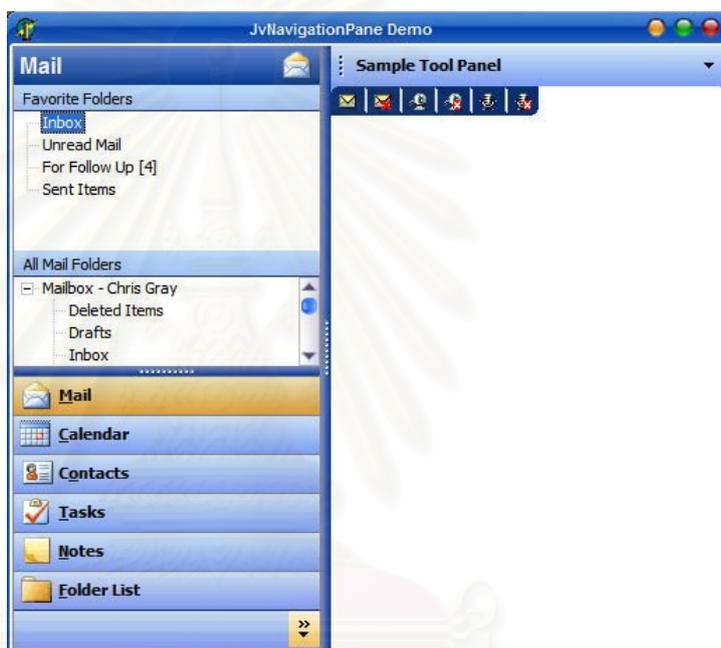 JvNavigationPane Demo
Mail
Sample Tool Panel
Favorite Folders
Inbox
Unread Mail
For Follow Up [4]
Sent Items
All Mail Folders
Mailbox - Chris Gray
Deleted Items
Drafts
Inbox
Mail
Calendar
Contacts
Tasks
Notes
Folder List